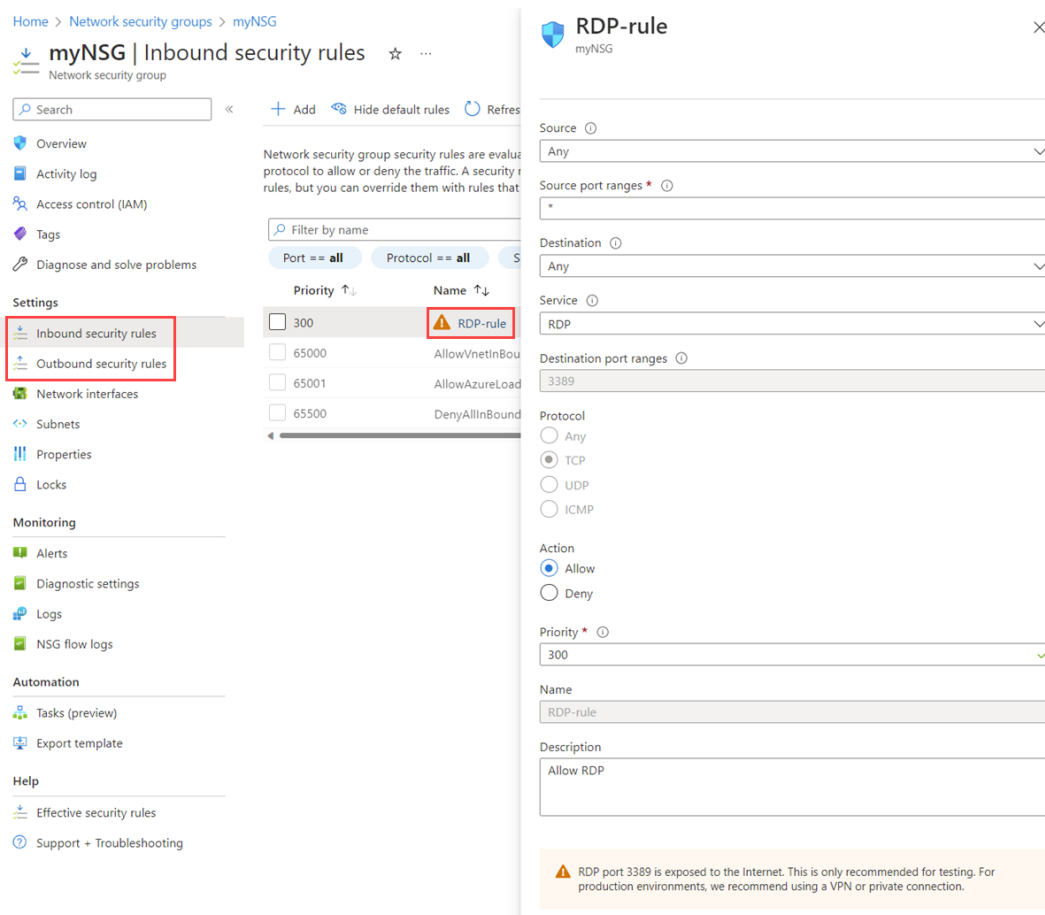 Home > Network security groups > myNSG
myNSG | Inbound security rules
Network security group
Search
Overview
Activity log
Access control (IAM)
Tags
Diagnose and solve problems
Settings
Inbound security rules
Outbound security rules
Network interfaces
Subnets
Properties
Locks
Monitoring
Alerts
Diagnostic settings
Logs
NSG flow logs
Automation
Tasks (preview)
Export template
Help
Effective security rules
Support + Troubleshooting
Add Hide default rules Refres
Network security group security rules are evalua
protocol to allow or deny the traffic. A security r
rules, but you can override them with rules that
Filter by name
Port == all Protocol == all S
Priority ↑↓ Name ↑↓
300 RDP-rule
65000 AllowVnetInBou
65001 AllowAzureLoad
65500 DenyAllInBound
RDP-rule
myNSG
Source
Any
Source port ranges *
*
Destination
Any
Service
RDP
Destination port ranges
3389
Protocol
Any
TCP
UDP
ICMP
Action
Allow
Deny
Priority *
300
Name
RDP-rule
Description
Allow RDP
RDP port 3389 is exposed to the Internet. This is only recommended for testing. For
production environments, we recommend using a VPN or private connection.